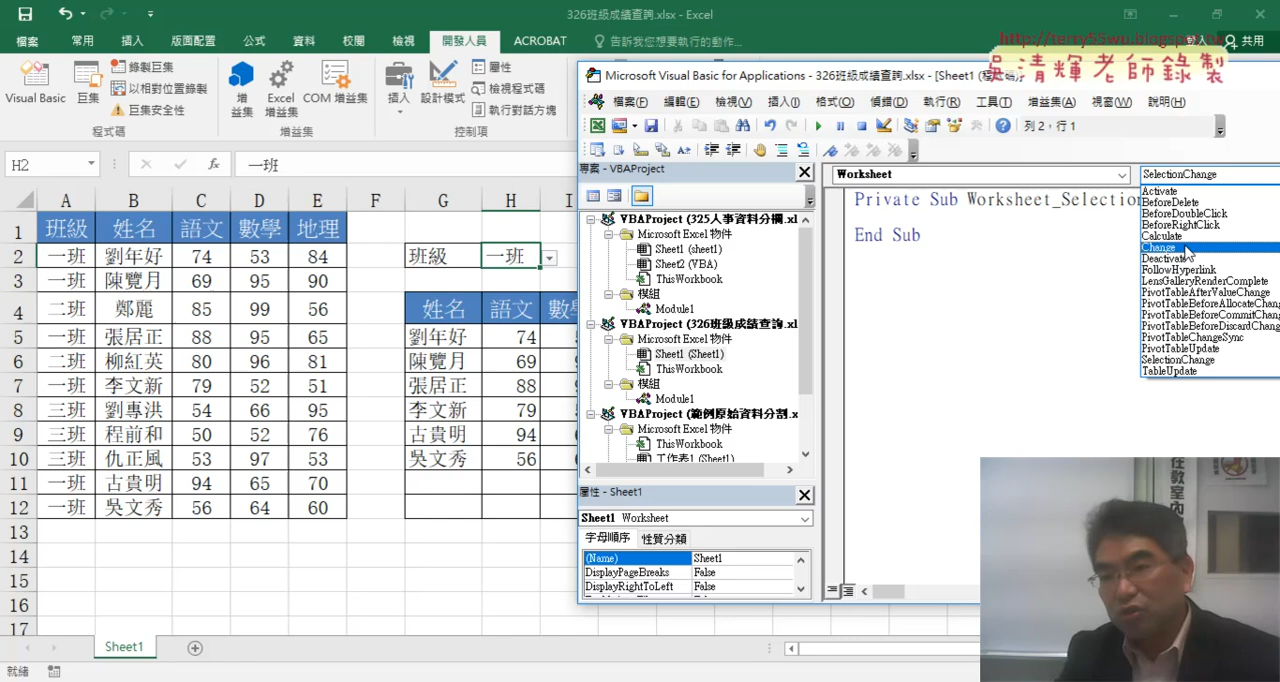 326班級成績查詢.xlsx - Excel
http://terry55wu.blogspot.tw
吳清輝老師錄製
檔案 常用 插入 版面配置 公式 資料 校閱 檢視 開發人員 ACROBAT 告訴我您想要執行的動作... 登入 共用
Visual Basic 巨集 錄製巨集 以相對位置錄製 巨集安全性 程式碼
增益集 Excel 增益集 COM 增益集 增益集
插入 設計模式 屬性 檢視程式碼 執行對話方塊 控制項
H2 fx 一班
A B C D E F G H I
1 班級 姓名 語文 數學 地理
2 一班 劉年好 74 53 84 班級 一班
3 一班 陳覽月 69 95 90
4 二班 鄭麗 85 99 56 姓名 語文
5 一班 張居正 88 95 65 劉年好 74
6 二班 柳紅英 80 96 81 陳覽月 69
7 一班 李文新 79 52 51 張居正 88
8 三班 劉專洪 54 66 95 李文新 79
9 三班 程前和 50 52 76 古貴明 94
10 三班 仇正風 53 97 53 吳文秀 56
11 一班 古貴明 94 65 70
12 一班 吳文秀 56 64 60
13
14
15
16
17
Sheet1
就緒
Microsoft Visual Basic for Applications - 326班級成績查詢.xlsx - [Sheet1 (程式碼)]
檔案(F) 編輯(E) 檢視(V) 插入(I) 格式(O) 偵錯(D) 執行(R) 工具(T) 增益集(A) 視窗(W) 說明(H)
列 2，行 1
專案 - VBAProject
VBAProject (325人事資料分欄.xl
Microsoft Excel 物件
Sheet1 (sheet1)
Sheet2 (VBA)
ThisWorkbook
模組
Module1
VBAProject (326班級成績查詢.xl
Microsoft Excel 物件
Sheet1 (Sheet1)
ThisWorkbook
模組
Module1
VBAProject (範例原始資料分割.x
Microsoft Excel 物件
ThisWorkbook
工作表1 (Sheet1)
屬性 - Sheet1
Sheet1 Worksheet
字母順序 性質分類
(Name) Sheet1
DisplayPageBreaks False
DisplayRightToLeft False
Worksheet
SelectionChange
Private Sub Worksheet_Selection
End Sub
Activate
BeforeDelete
BeforeDoubleClick
BeforeRightClick
Calculate
Change
Deactivate
FollowHyperlink
LensGalleryRenderComplete
PivotTableAfterValueChange
PivotTableBeforeAllocateChang
PivotTableBeforeCommitChang
PivotTableBeforeDiscardChang
PivotTableChangeSync
PivotTableUpdate
SelectionChange
TableUpdate
在教室內